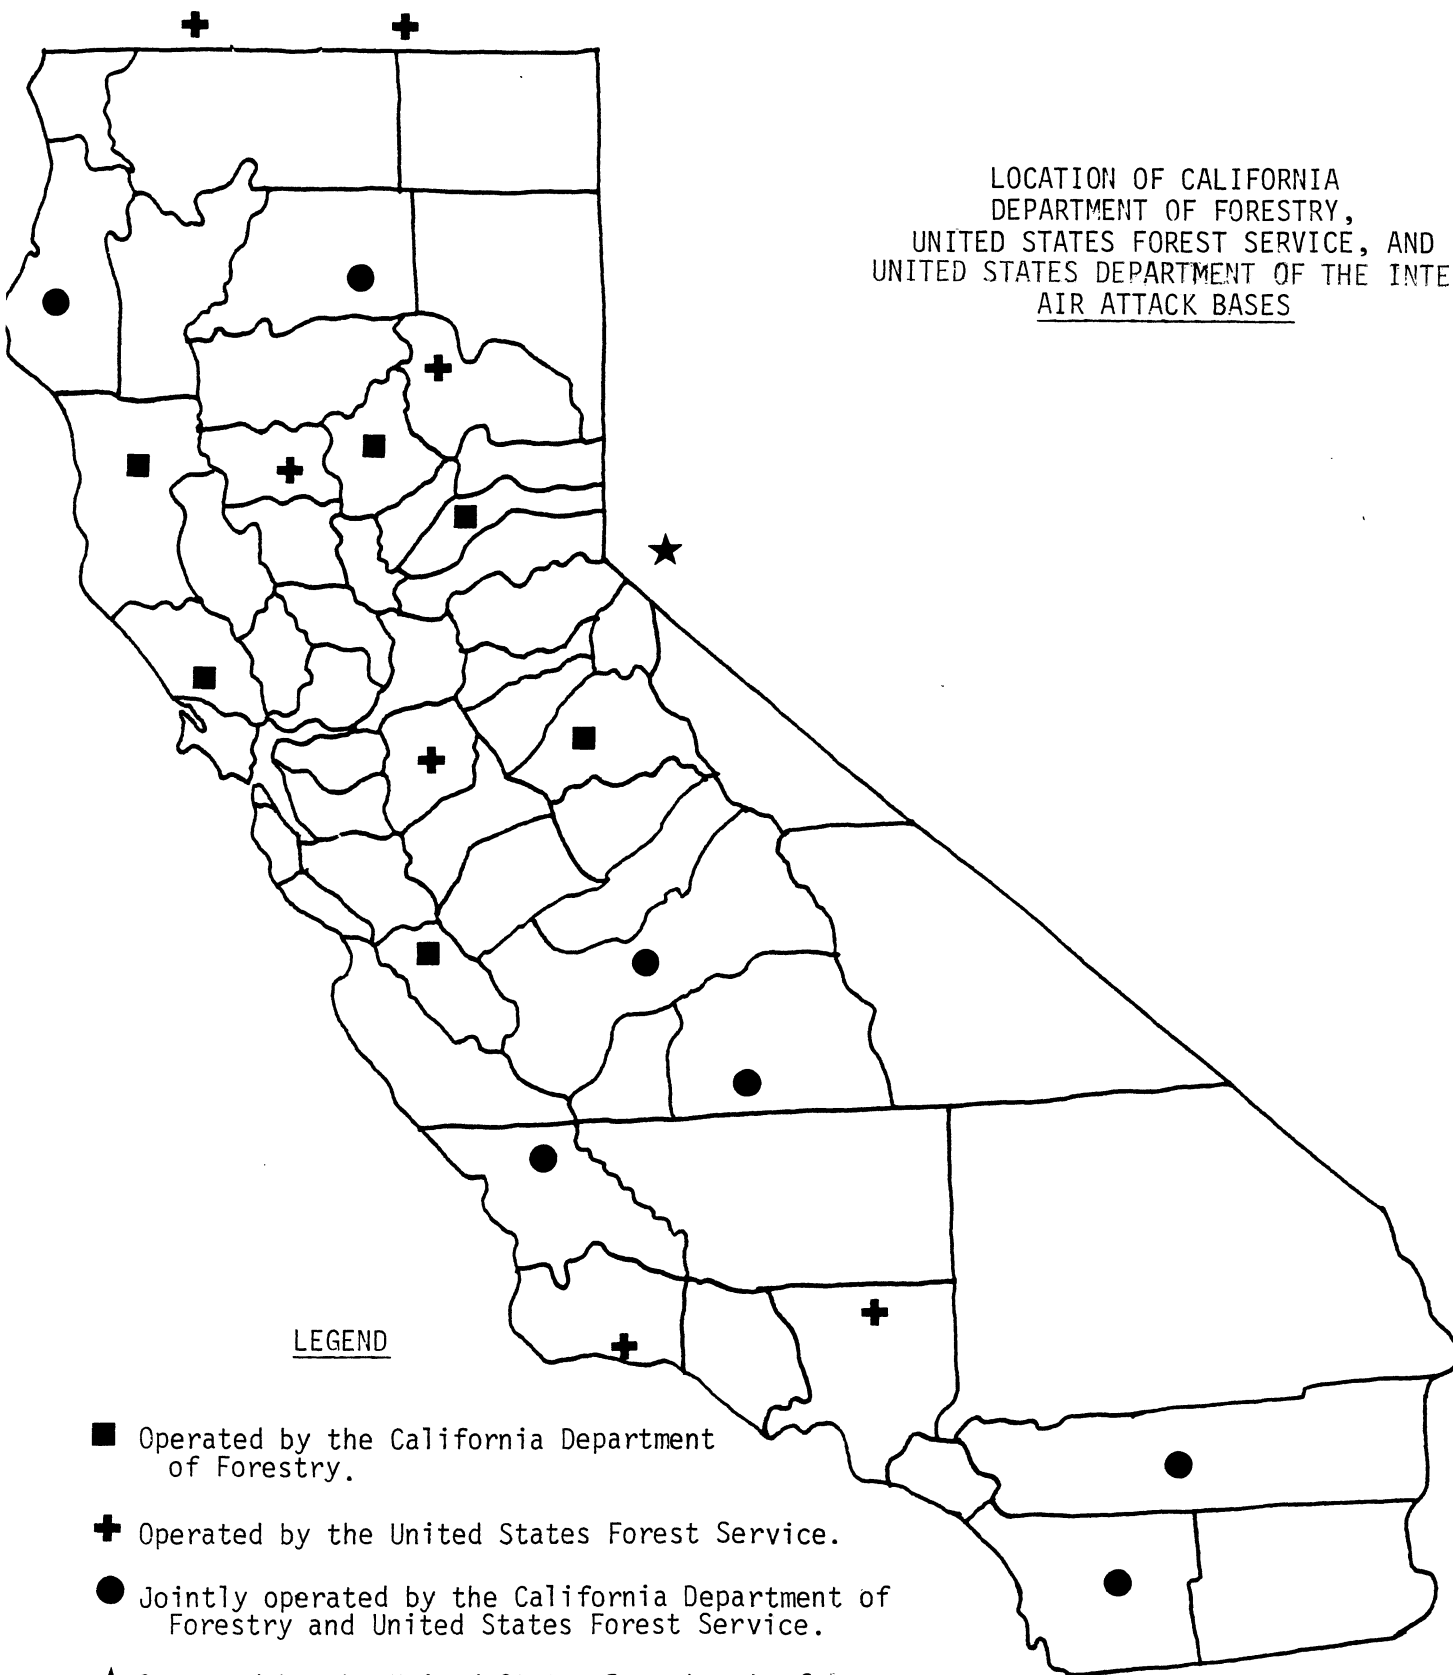 LOCATION OF CALIFORNIA
DEPARTMENT OF FORESTRY,
UNITED STATES FOREST SERVICE, AND
UNITED STATES DEPARTMENT OF THE INTE
AIR ATTACK BASES
LEGEND
Operated by the California Department
of Forestry.
Operated by the United States Forest Service.
Jointly operated by the California Department of
Forestry and United States Forest Service.